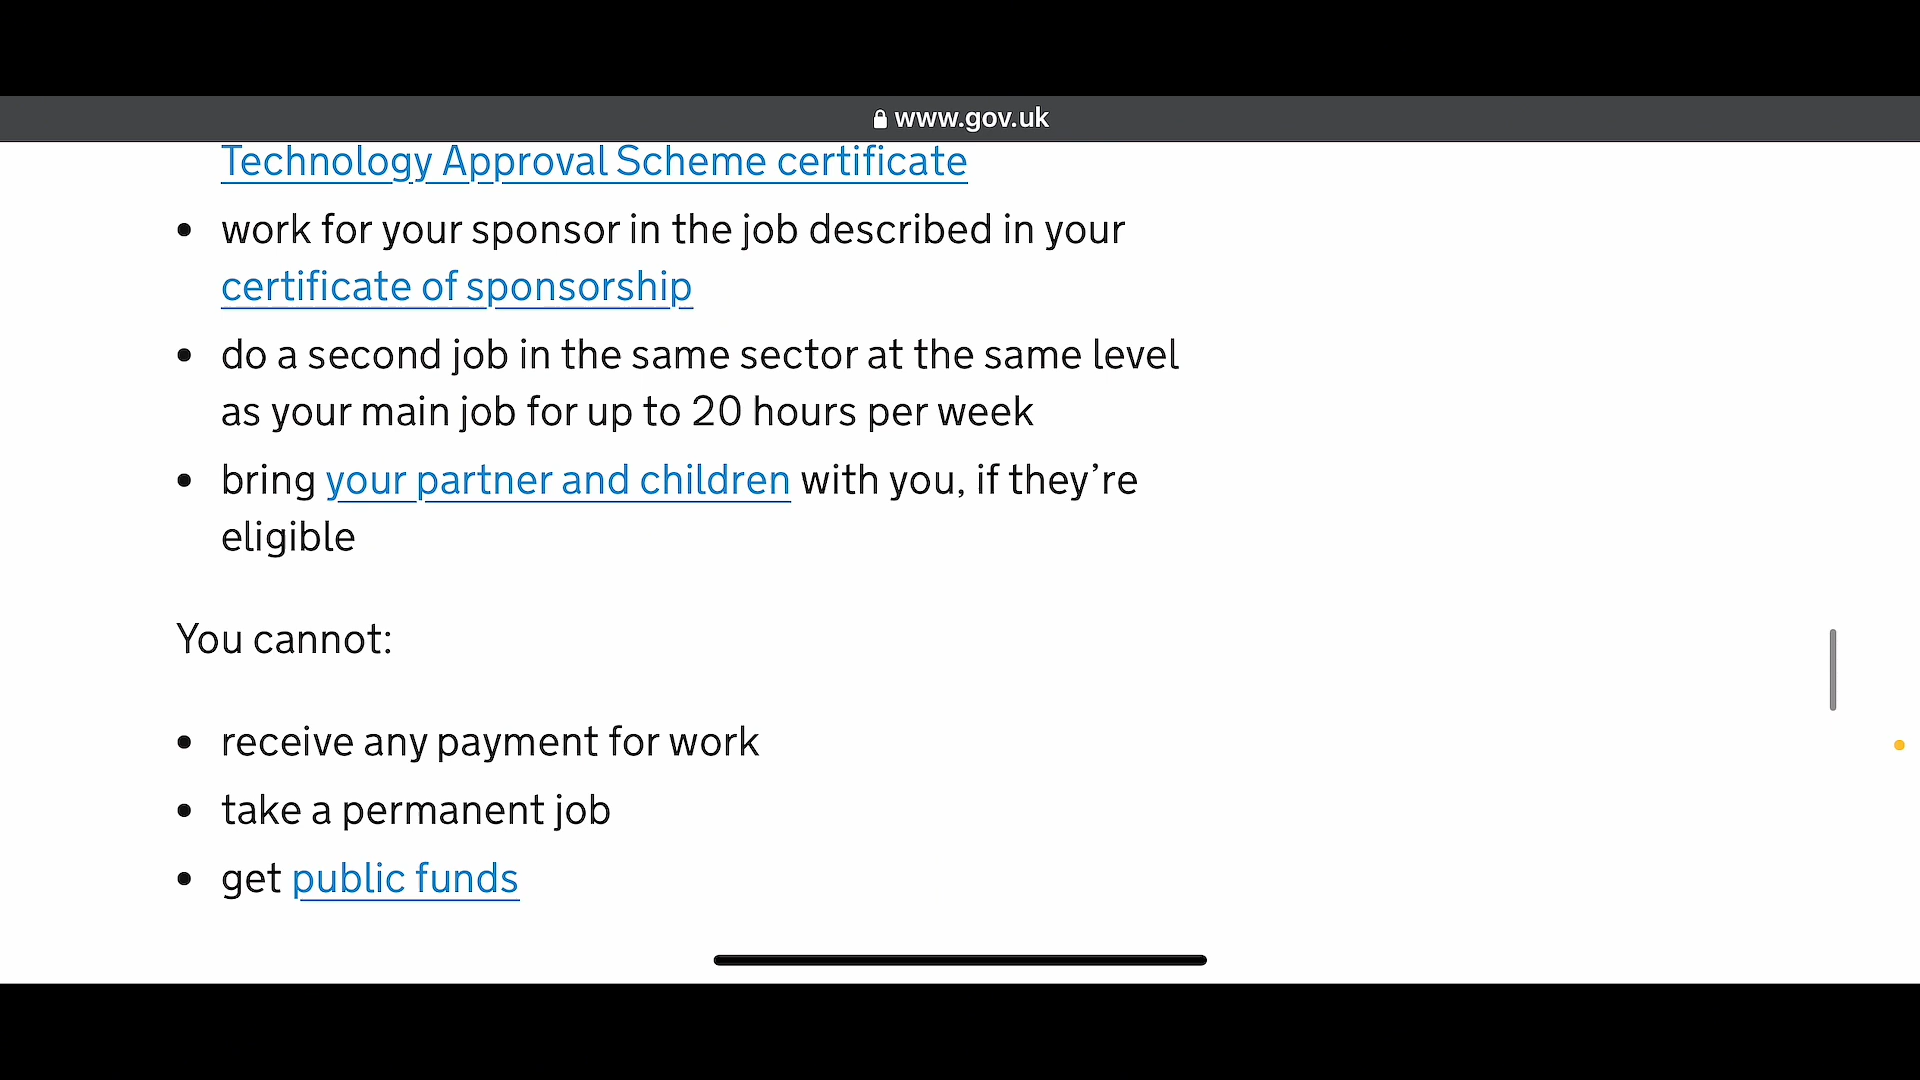 www.gov.uk
Technology Approval Scheme certificate
• work for your sponsor in the job described in your
certificate of sponsorship
• do a second job in the same sector at the same level
as your main job for up to 20 hours per week
• bring your partner and children with you, if they’re
eligible
You cannot:
• receive any payment for work
• take a permanent job
• get public funds